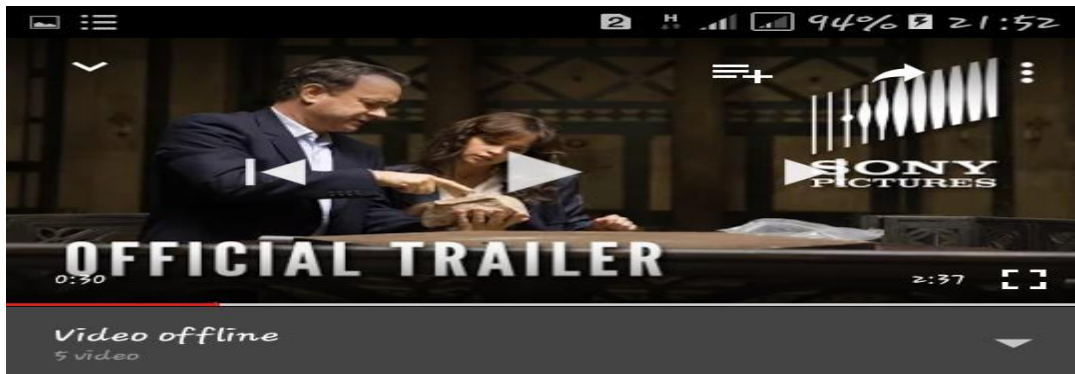 2 H 94% 21:52
SONY
PICTURES
OFFICIAL TRAILER
0:30 2:37
Video offline
5 video